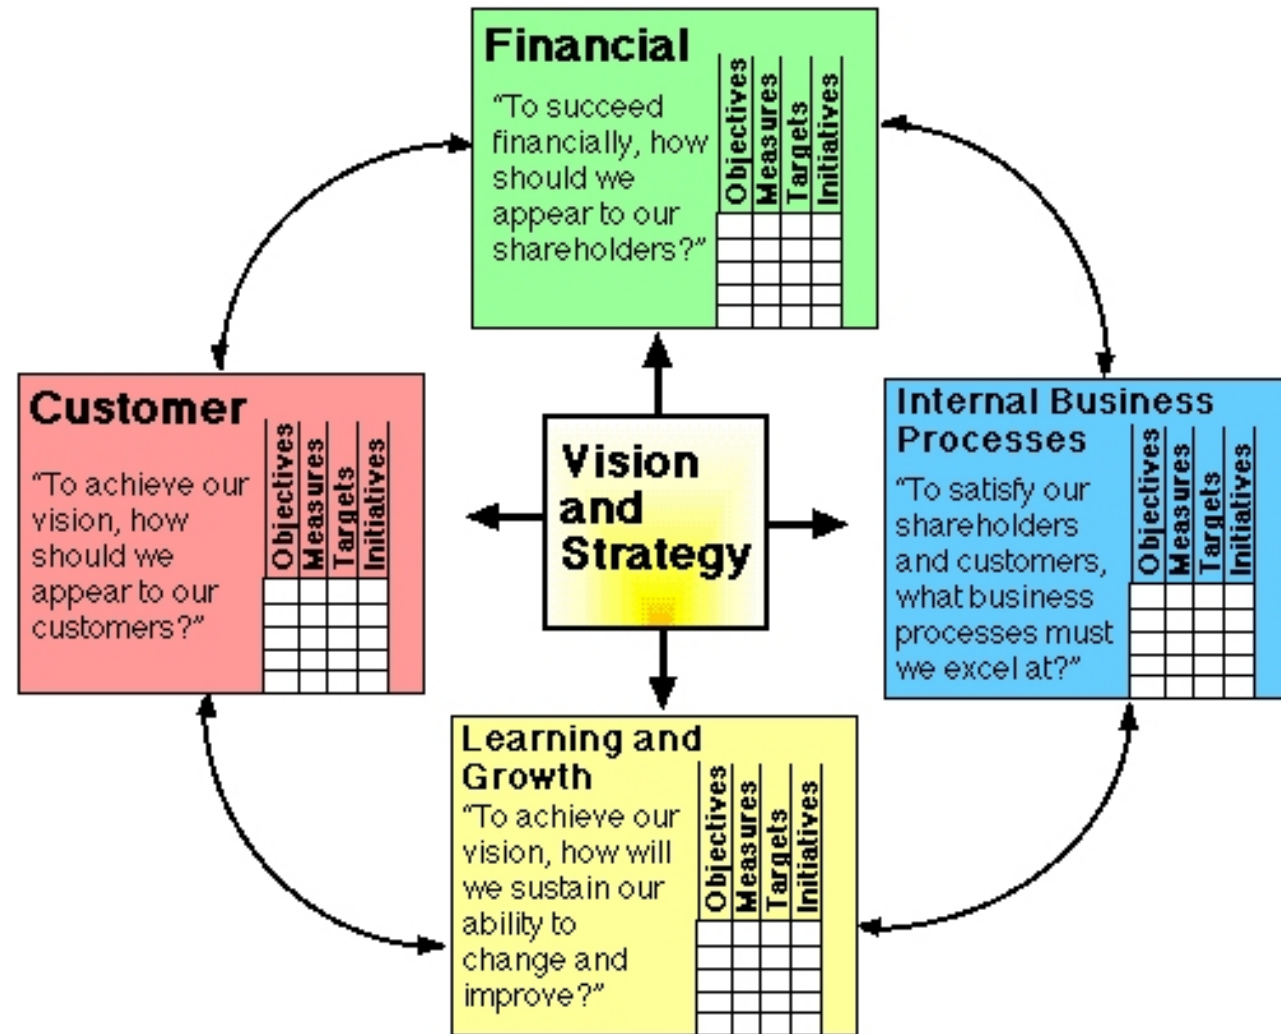 Financial
“To succeed
financially, how
should we
appear to our
shareholders?”
Objectives
Measures
Targets
Initiatives
Customer
“To achieve our
vision, how
should we
appear to our
customers?”
Objectives
Measures
Targets
Initiatives
Vision
and
Strategy
Internal Business
Processes
“To satisfy our
shareholders
and customers,
what business
processes must
we excel at?”
Objectives
Measures
Targets
Initiatives
Learning and
Growth
“To achieve our
vision, how will
we sustain our
ability to
change and
improve?”
Objectives
Measures
Targets
Initiatives